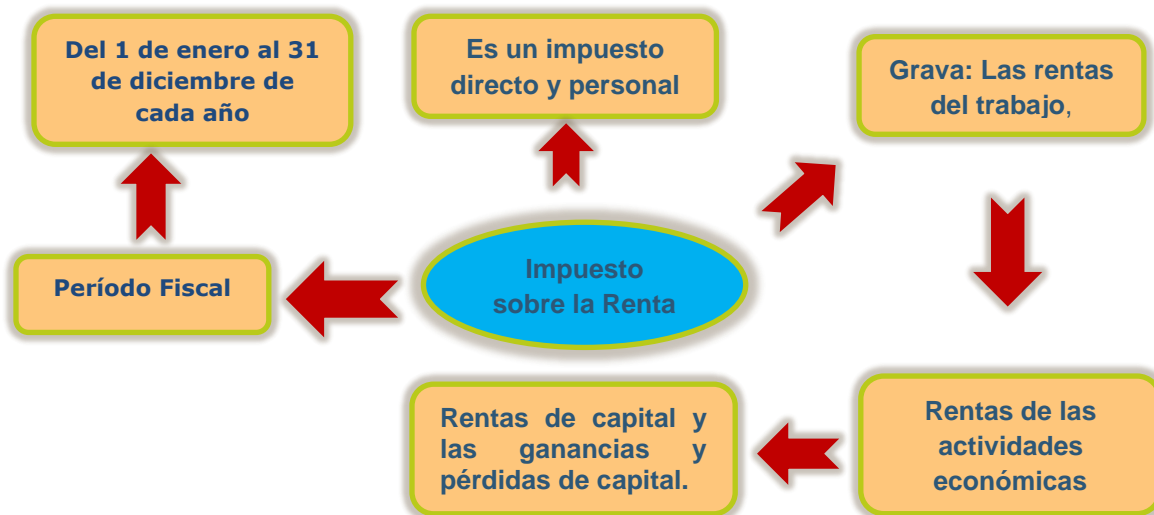 Del 1 de enero al 31
de diciembre de
cada año
Es un impuesto
directo y personal
Grava: Las rentas
del trabajo,
Período Fiscal
Impuesto
sobre la Renta
Rentas de capital y
las ganancias y
pérdidas de capital.
Rentas de las
actividades
económicas